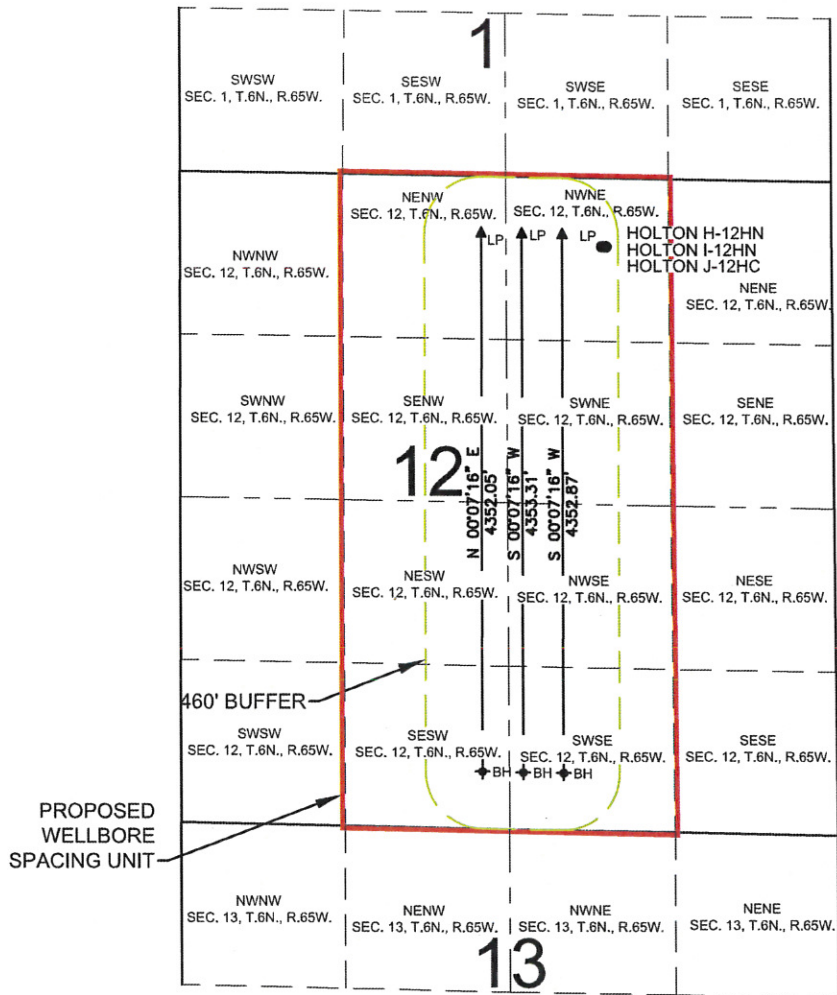 1
SWSW
SEC. 1, T.6N., R.65W.
SESW
SEC. 1, T.6N., R.65W.
SWSE
SEC. 1, T.6N., R.65W.
SESE
SEC. 1, T.6N., R.65W.
NWNW
SEC. 12, T.6N., R.65W.
NENW
SEC. 12, T.6N., R.65W.
NWNE
SEC. 12, T.6N., R.65W.
LP
LP
LP
HOLTON H-12HN
HOLTON I-12HN
HOLTON J-12HC
NENE
SEC. 12, T.6N., R.65W.
SWNW
SEC. 12, T.6N., R.65W.
SENW
SEC. 12, T.6N., R.65W.
SWNE
SEC. 12, T.6N., R.65W.
SENE
SEC. 12, T.6N., R.65W.
12
N 00°07'16" E
4352.05'
S 00°07'16" W
4353.31'
S 00°07'16" W
4352.87'
NWSW
SEC. 12, T.6N., R.65W.
NESW
SEC. 12, T.6N., R.65W.
NWSE
SEC. 12, T.6N., R.65W.
NESE
SEC. 12, T.6N., R.65W.
460' BUFFER
SWSW
SEC. 12, T.6N., R.65W.
SESW
SEC. 12, T.6N., R.65W.
SWSE
SEC. 12, T.6N., R.65W.
SESE
SEC. 12, T.6N., R.65W.
BH
BH
BH
PROPOSED
WELLBORE
SPACING UNIT
NWNW
SEC. 13, T.6N., R.65W.
NENW
SEC. 13, T.6N., R.65W.
NWNE
SEC. 13, T.6N., R.65W.
NENE
SEC. 13, T.6N., R.65W.
13